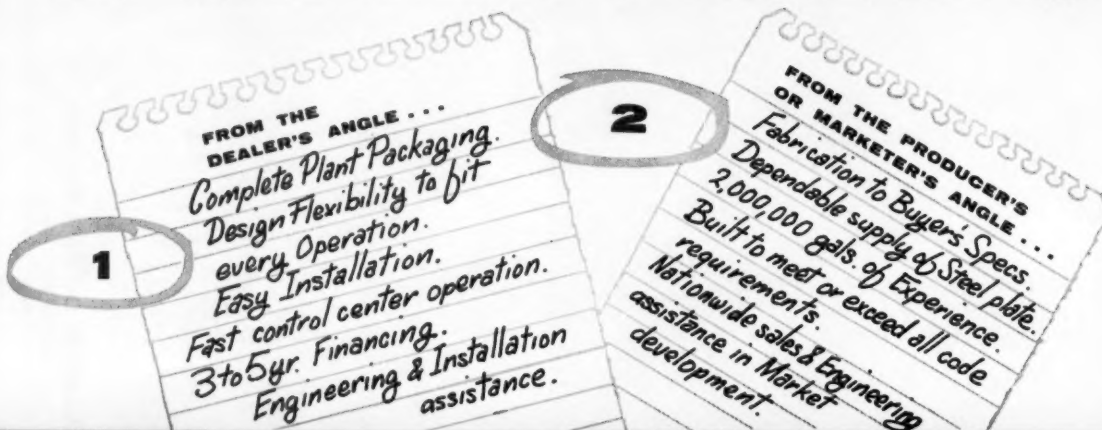 1
FROM THE
DEALER'S ANGLE . . .
Complete Plant Packaging.
Design Flexibility to fit
every Operation.
Easy Installation.
Fast control center operation.
3 to 5 yr. Financing.
Engineering & Installation
assistance.
2
FROM THE PRODUCER'S
OR MARKETER'S ANGLE . . .
Fabrication to Buyers' Specs.
Dependable supply of Steel plate.
2,000,000 gals. of Experience.
Built to meet or exceed all code
requirements.
Nationwide sales & Engineering
assistance in Market
development.